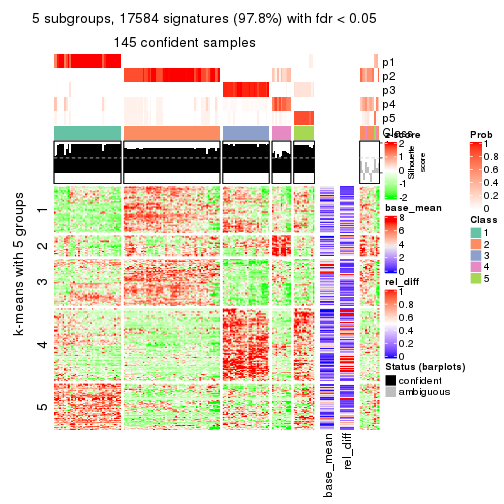 5 subgroups, 17584 signatures (97.8%) with fdr < 0.05
145 confident samples
p1
p2
p3
p4
p5
Class
Silhouette
score
k-means with 5 groups
1
2
3
4
5
base_mean
rel_diff
z-score
2
1
0
-1
-2
base_mean
8
6
4
2
0
rel_diff
1
0.8
0.6
0.4
0.2
0
Status (barplots)
confident
ambiguous
Prob
1
0.8
0.6
0.4
0.2
0
Class
1
2
3
4
5